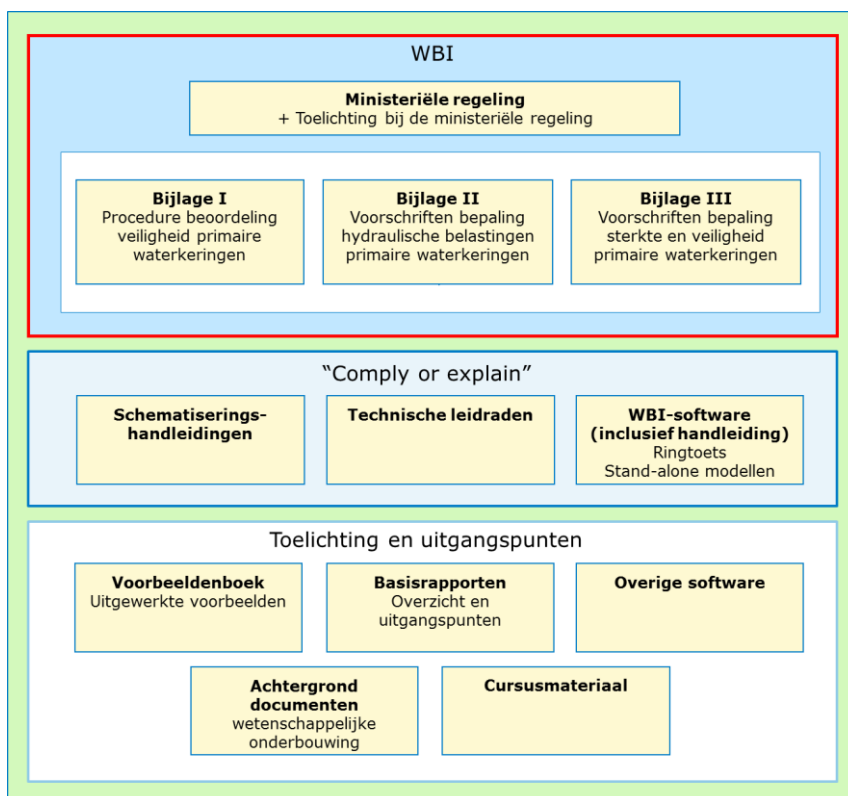 WBI
Ministeriële regeling
+ Toelichting bij de ministeriële regeling
Bijlage I
Procedure beoordeling
veiligheid primaire
waterkeringen
Bijlage II
Voorschriften bepaling
hydraulische belastingen
primaire waterkeringen
Bijlage III
Voorschriften bepaling
sterkte en veiligheid
primaire waterkeringen
“Comply or explain”
Schematiserings-
handleidingen
Technische leidraden
WBI-software
(inclusief handleiding)
Ringtoets
Stand-alone modellen
Toelichting en uitgangspunten
Voorbeeldenboek
Uitgewerkte voorbeelden
Basisrapporten
Overzicht en
uitgangspunten
Overige software
Achtergrond
documenten
wetenschappelijke
onderbouwing
Cursusmateriaal